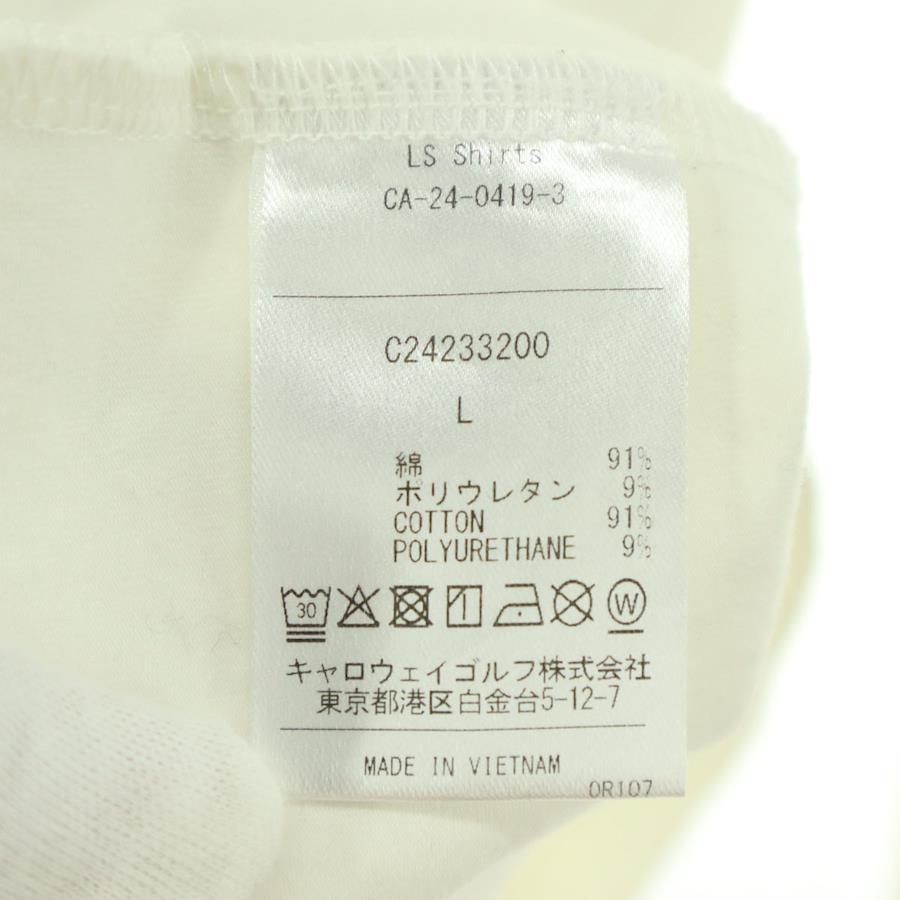 LS Shirts
CA-24-0419-3
C24233200
L
綿 91%
ポリウレタン 9%
COTTON 91%
POLYURETHANE 9%
30 W
キャロウェイゴルフ株式会社
東京都港区白金台5-12-7
MADE IN VIETNAM
OR107